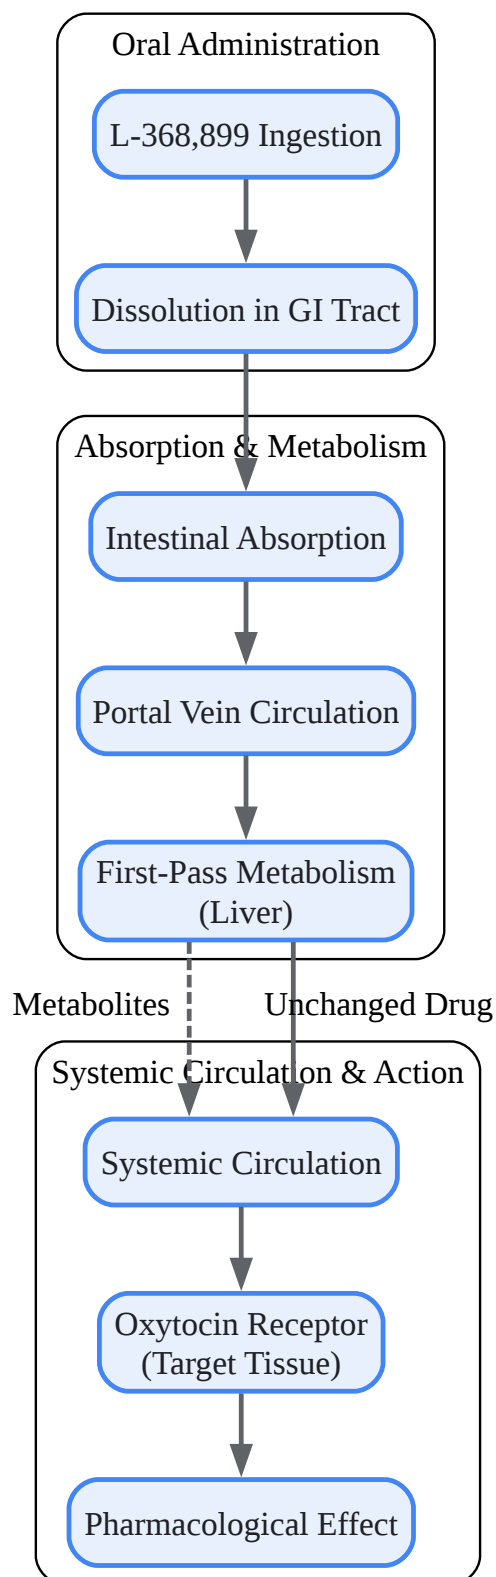 Oral Administration
L-368,899 Ingestion
Dissolution in GI Tract
Absorption & Metabolism
Intestinal Absorption
Portal Vein Circulation
First-Pass Metabolism
(Liver)
Metabolites
Unchanged Drug
Systemic Circulation & Action
Systemic Circulation
Oxytocin Receptor
(Target Tissue)
Pharmacological Effect